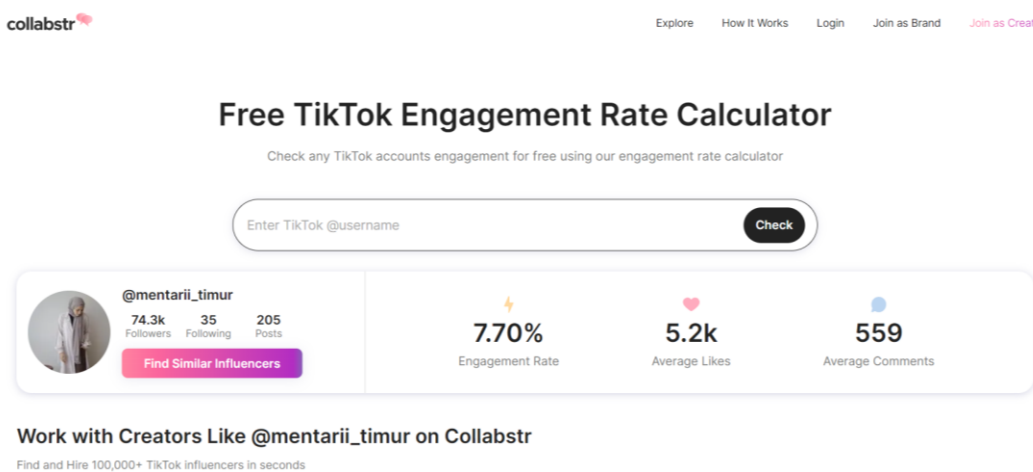 collabstr
Explore How It Works Login Join as Brand Join as
Free TikTok Engagement Rate Calculator
Check any TikTok accounts engagement for free using our engagement rate calculator
Enter TikTok @username Check
@mentarii_timur
74.3k 35 205
Followers Following Posts
Find Similar Influencers
7.70% 5.2k 559
Engagement Rate Average Likes Average Comments
Work with Creators Like @mentarii_timur on Collabstr
Find and Hire 100,000+ TikTok influencers in seconds